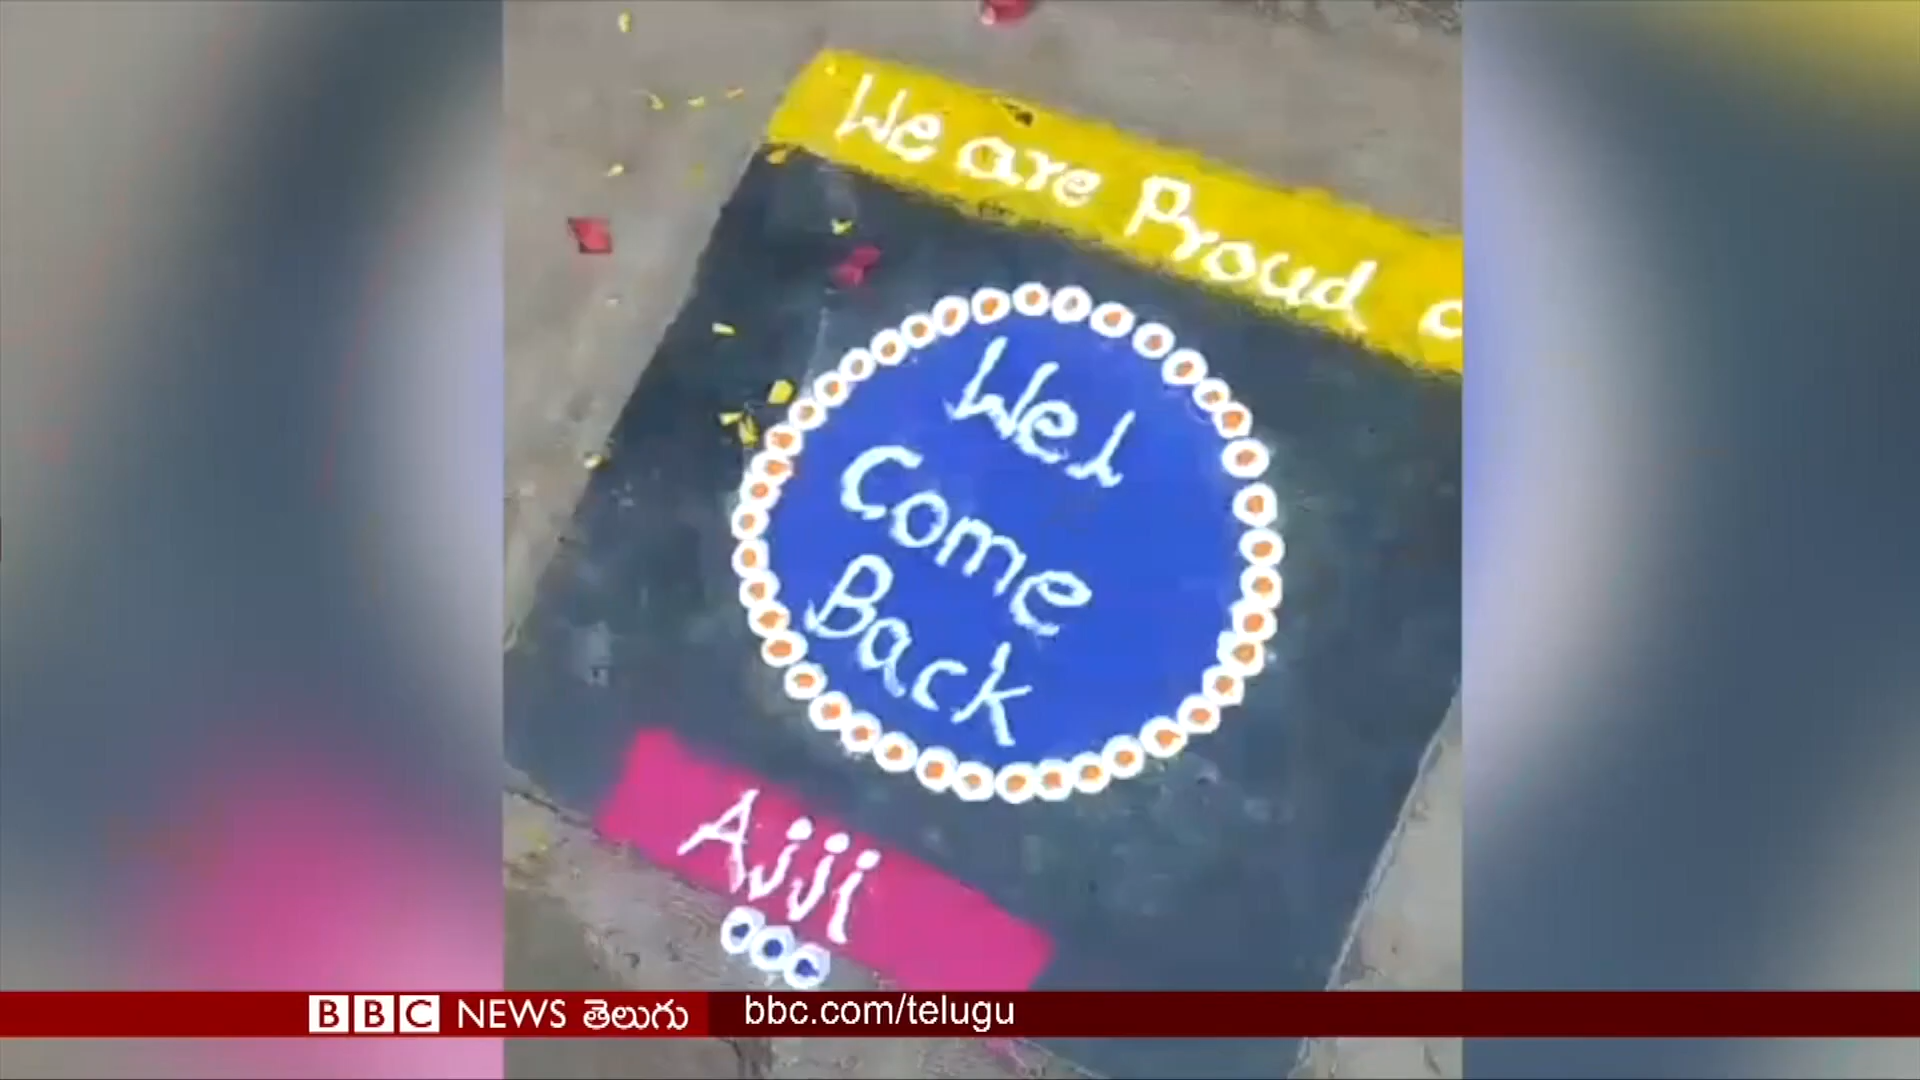 We are Proud
Wel
Come
Back
Ajji
BBC NEWS తెలుగు
bbc.com/telugu